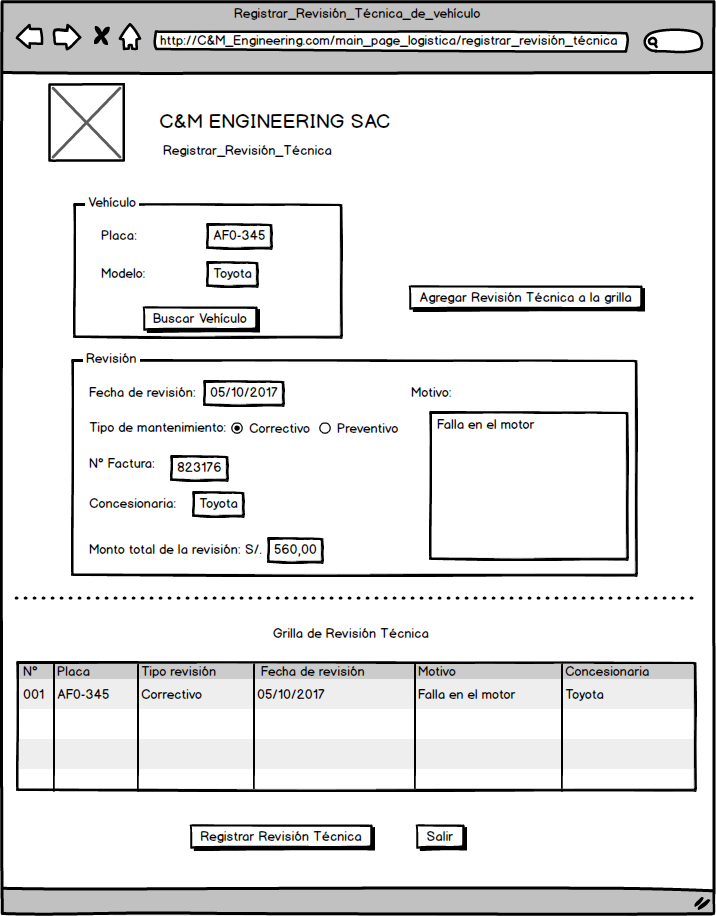 Registrar_Revisión_Técnica_de_vehículo
http://C&M_Engineering.com/main_page_logistica/registrar_revisión_técnica
C&M ENGINEERING SAC
Registrar_Revisión_Técnica
Vehículo
Placa: AF0-345
Modelo: Toyota
Buscar Vehículo
Agregar Revisión Técnica a la grilla
Revisión
Fecha de revisión: 05/10/2017
Tipo de mantenimiento: Correctivo Preventivo
N° Factura: 823176
Concesionaria: Toyota
Monto total de la revisión: S/. 560,00
Motivo:
Falla en el motor
Grilla de Revisión Técnica
N° Placa Tipo revisión Fecha de revisión Motivo Concesionaria
001 AF0-345 Correctivo 05/10/2017 Falla en el motor Toyota
Registrar Revisión Técnica Salir